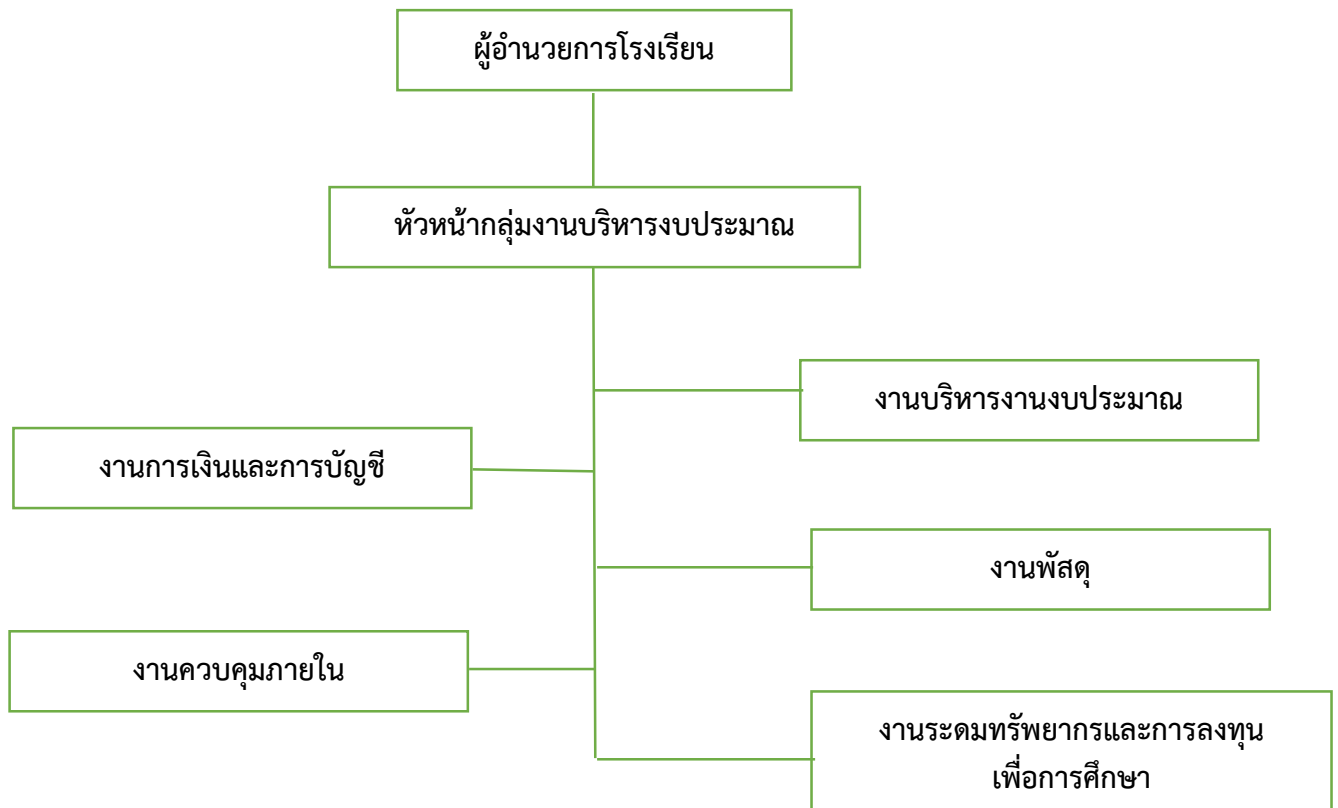 ผู้อำนวยการโรงเรียน
หัวหน้ากลุ่มงานบริหารงบประมาณ
งานบริหารงานงบประมาณ
งานการเงินและการบัญชี
งานพัสดุ
งานควบคุมภายใน
งานระดมทรัพยากรและการลงทุน
เพื่อการศึกษา